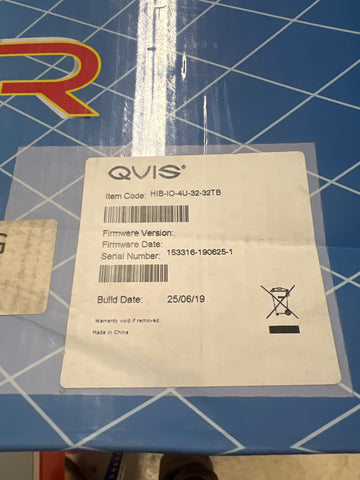 R
QVIS®
Item Code: HIB-IO-4U-32-32TB
Firmware Version:
Firmware Date:
Serial Number: 153316-190625-1
Build Date: 25/06/19
Warranty void if removed.
Made in China